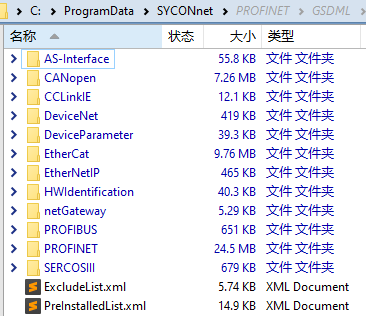 C: ProgramData SYCONnet PROFINET GSDML
名称 状态 大小 类型
AS-Interface 55.8 KB 文件 文件夹
CANopen 7.26 MB 文件 文件夹
CCLinkIE 12.1 KB 文件 文件夹
DeviceNet 419 KB 文件 文件夹
DeviceParameter 39.3 KB 文件 文件夹
EtherCat 9.76 MB 文件 文件夹
EtherNetIP 465 KB 文件 文件夹
HWIdentification 40.3 KB 文件 文件夹
netGateway 5.29 KB 文件 文件夹
PROFIBUS 651 KB 文件 文件夹
PROFINET 24.5 MB 文件 文件夹
SERCOSIII 679 KB 文件 文件夹
ExcludeList.xml 5.74 KB XML Document
PreInstalledList.xml 14.9 KB XML Document